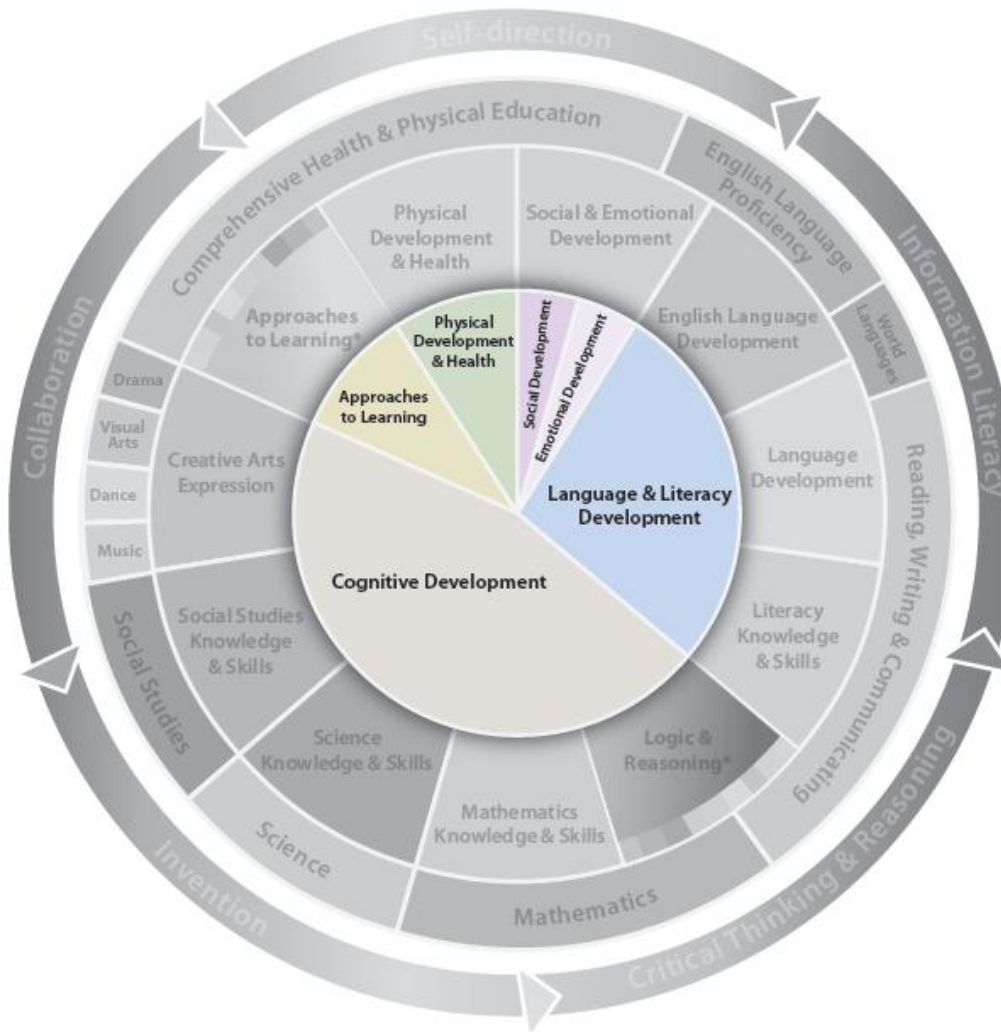 Self-direction
Information Literacy
Critical Thinking & Reasoning
Invention
Collaboration
Comprehensive Health & Physical Education
English Language
Proficiency
World
Languages
Reading, Writing & Communicating
Mathematics
Science
Social Studies
Music
Dance
Visual
Arts
Drama
Physical
Development
& Health
Social & Emotional
Development
English Language
Development
Language
Development
Literacy
Knowledge
& Skills
Logic &
Reasoning*
Mathematics
Knowledge & Skills
Science
Knowledge & Skills
Social Studies
Knowledge
& Skills
Creative Arts
Expression
Approaches
to Learning*
Physical
Development
& Health
Social Development
Emotional Development
Language & Literacy
Development
Cognitive Development
Approaches
to Learning